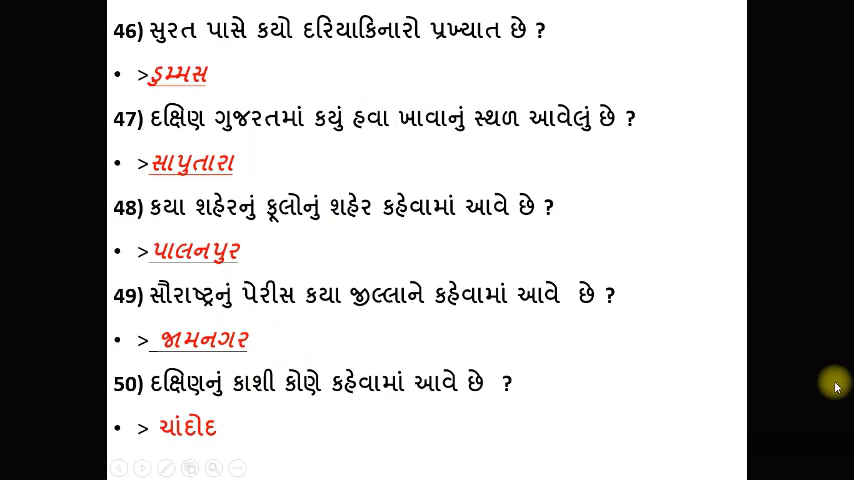 46) સુરત પાસે કયો દરિયાકિનારો પ્રખ્યાત છે ?
• >ડુમ્મસ
47) દક્ષિણ ગુજરતમાં કયું હવા ખાવાનું સ્થળ આવેલું છે ?
• >સાપુતારા
48) કયા શહેરનું ફૂલોનું શહેર કહેવામાં આવે છે ?
• >પાલનપુર
49) સૌરાષ્ટ્રનું પેરીસ કયા જીલ્લાને કહેવામાં આવે છે ?
• > જામનગર
50) દક્ષિણનું કાશી કોણે કહેવામાં આવે છે ?
• > ચાંદોદ